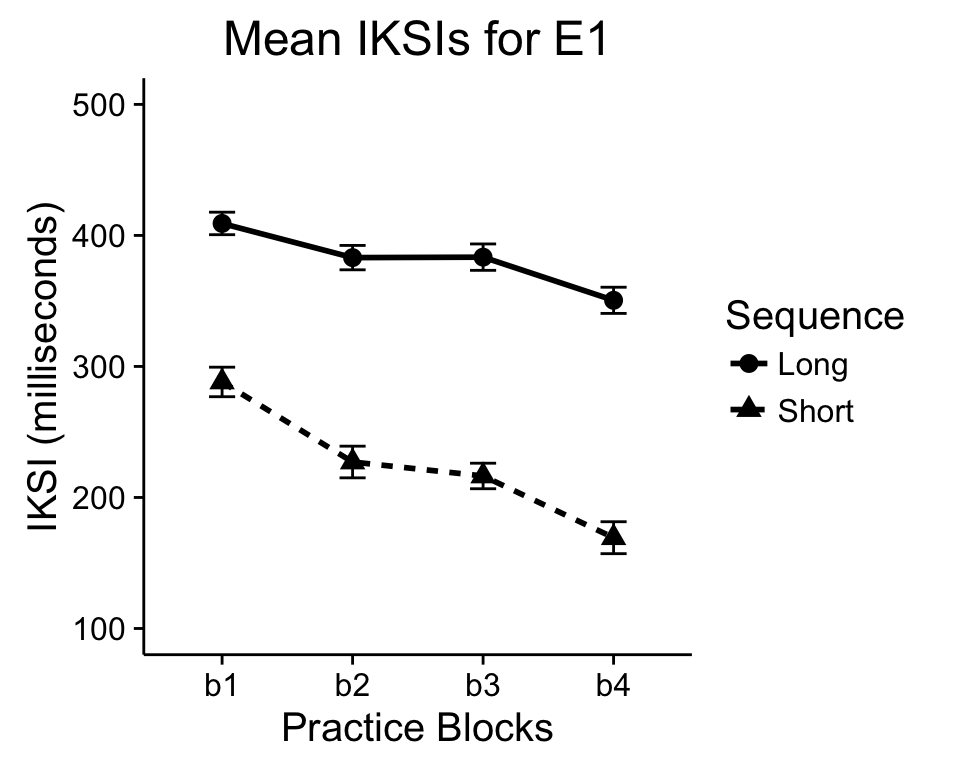 Mean IKSIs for E1
IKSI (milliseconds)
500
400
300
200
100
b1 b2 b3 b4
Practice Blocks
Sequence
Long
Short